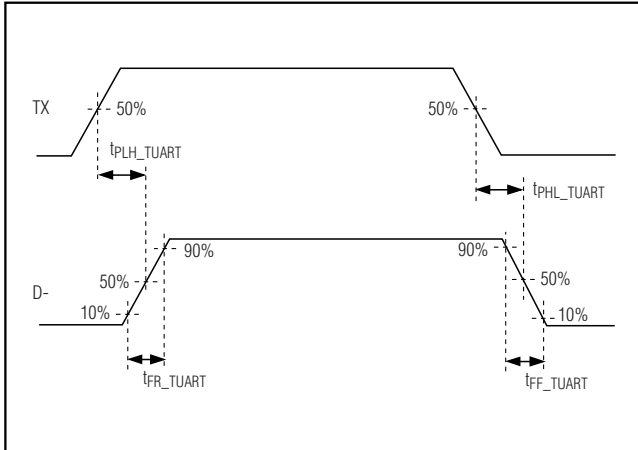 TX
50%
50%
tPLH_TUART
tPHL_TUART
D-
90%
90%
50%
50%
10%
10%
tFR_TUART
tFF_TUART